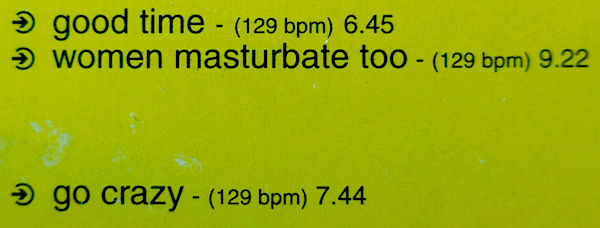 good time - (129 bpm) 6.45
women masturbate too - (129 bpm) 9.22
go crazy - (129 bpm) 7.44